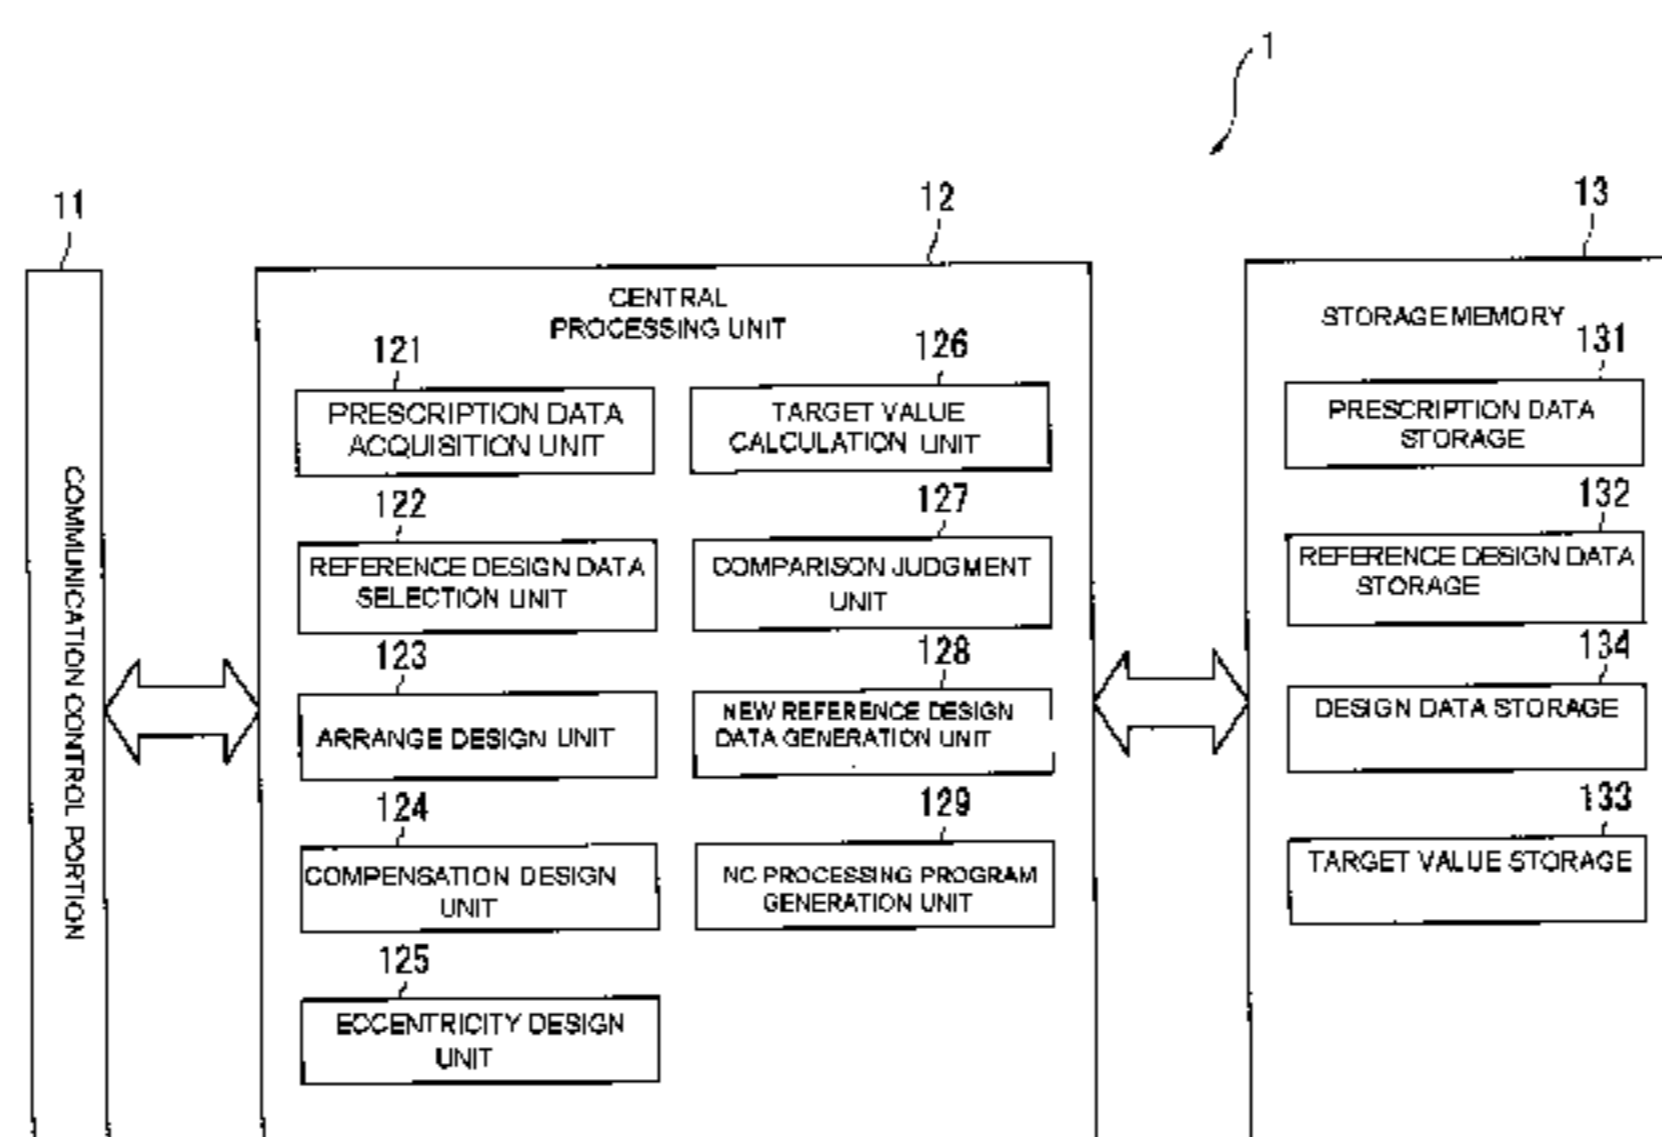 1
11
12
13
COMMUNICATION CONTROL PORTION
CENTRAL
PROCESSING UNIT
121
PRESCRIPTION DATA
ACQUISITION UNIT
122
REFERENCE DESIGN DATA
SELECTION UNIT
123
ARRANGE DESIGN UNIT
124
COMPENSATION DESIGN
UNIT
125
ECCENTRICITY DESIGN
UNIT
126
TARGET VALUE
CALCULATION UNIT
127
COMPARISON JUDGMENT
UNIT
128
NEW REFERENCE DESIGN
DATA GENERATION UNIT
129
NC PROCESSING PROGRAM
GENERATION UNIT
STORAGE MEMORY
131
PRESCRIPTION DATA
STORAGE
132
REFERENCE DESIGN DATA
STORAGE
134
DESIGN DATA STORAGE
133
TARGET VALUE STORAGE